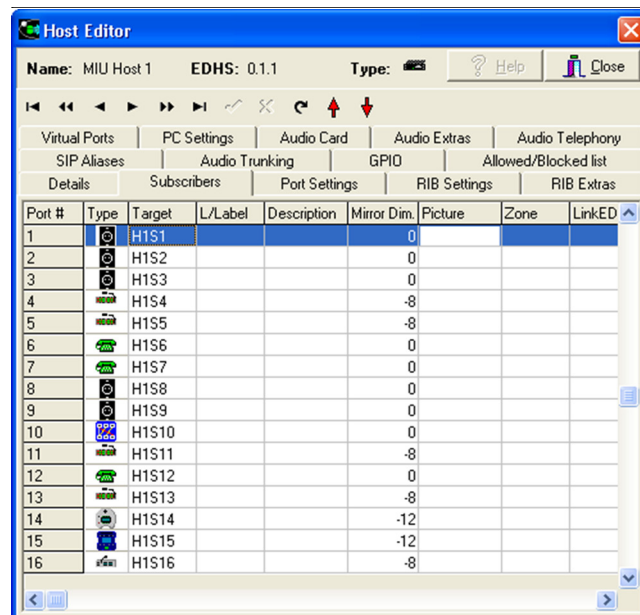 Host Editor
Name: MIU Host 1 EDHS: 0.1.1 Type: Help Close
Virtual Ports PC Settings Audio Card Audio Extras Audio Telephony
SIP Aliases Audio Trunking GPIO Allowed/Blocked list
Details Subscribers Port Settings RIB Settings RIB Extras
Port # Type Target L/Label Description Mirror Dim. Picture Zone LinkED
1 H1S1 0
2 H1S2 0
3 H1S3 0
4 H1S4 -8
5 H1S5 -8
6 H1S6 0
7 H1S7 0
8 H1S8 0
9 H1S9 0
10 H1S10 0
11 H1S11 -8
12 H1S12 0
13 H1S13 -8
14 H1S14 -12
15 H1S15 -12
16 H1S16 -8